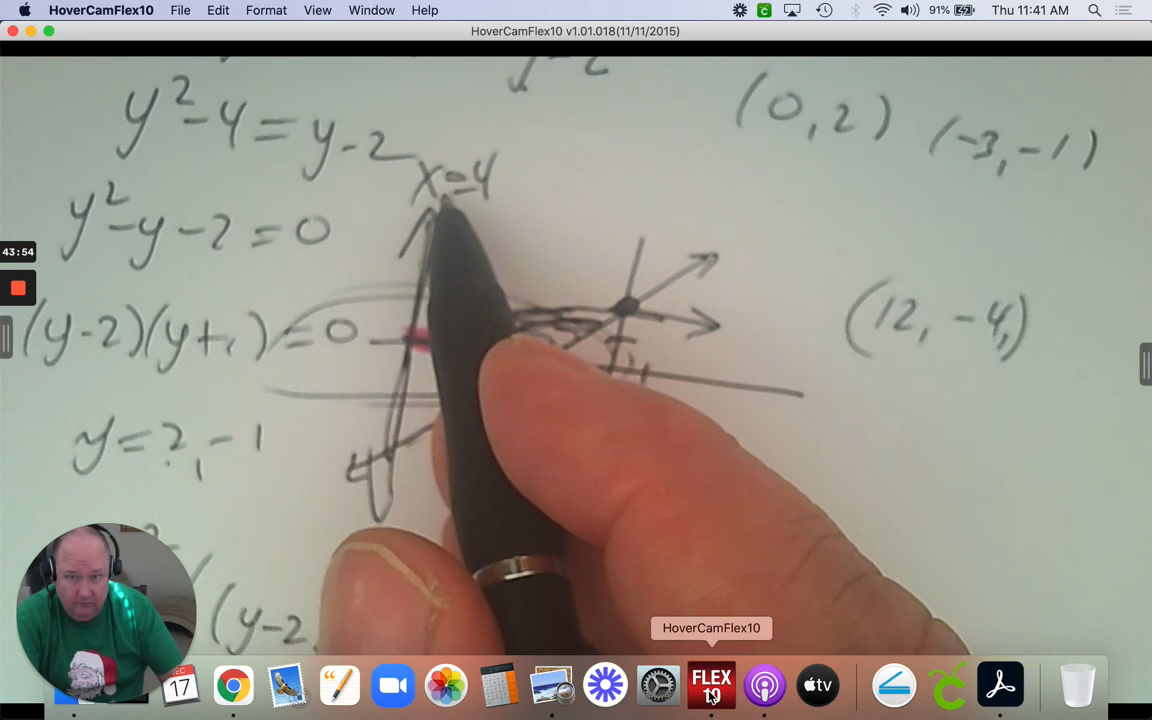 HoverCamFlex10 File Edit Format View Window Help 91% Thu 11:41 AM
HoverCamFlex10 v1.01.018(11/11/2015)
y²-4=y-2
(0,2) (-3,-1)
x=4
y²-y-2=0
43:54
(y-2)(y+1)=0
(12,-4)
y=2,-1
(y-2
HoverCamFlex10
DEC
17
FLEX
10
tv